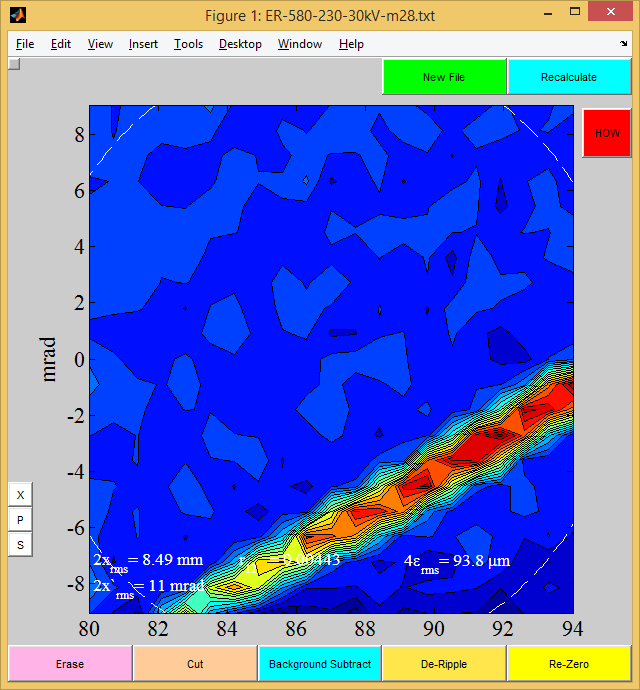 Figure 1: ER-580-230-30kV-m28.txt
File Edit View Insert Tools Desktop Window Help
New File Recalculate
HOW
mrad
8
6
4
2
0
-2
-4
-6
-8
X
P
S
2x rms = 8.49 mm
= 0.00443
4ε rms = 93.8 μm
2x rms = 11 mrad
80 82 84 86 88 90 92 94
Erase Cut Background Subtract De-Ripple Re-Zero